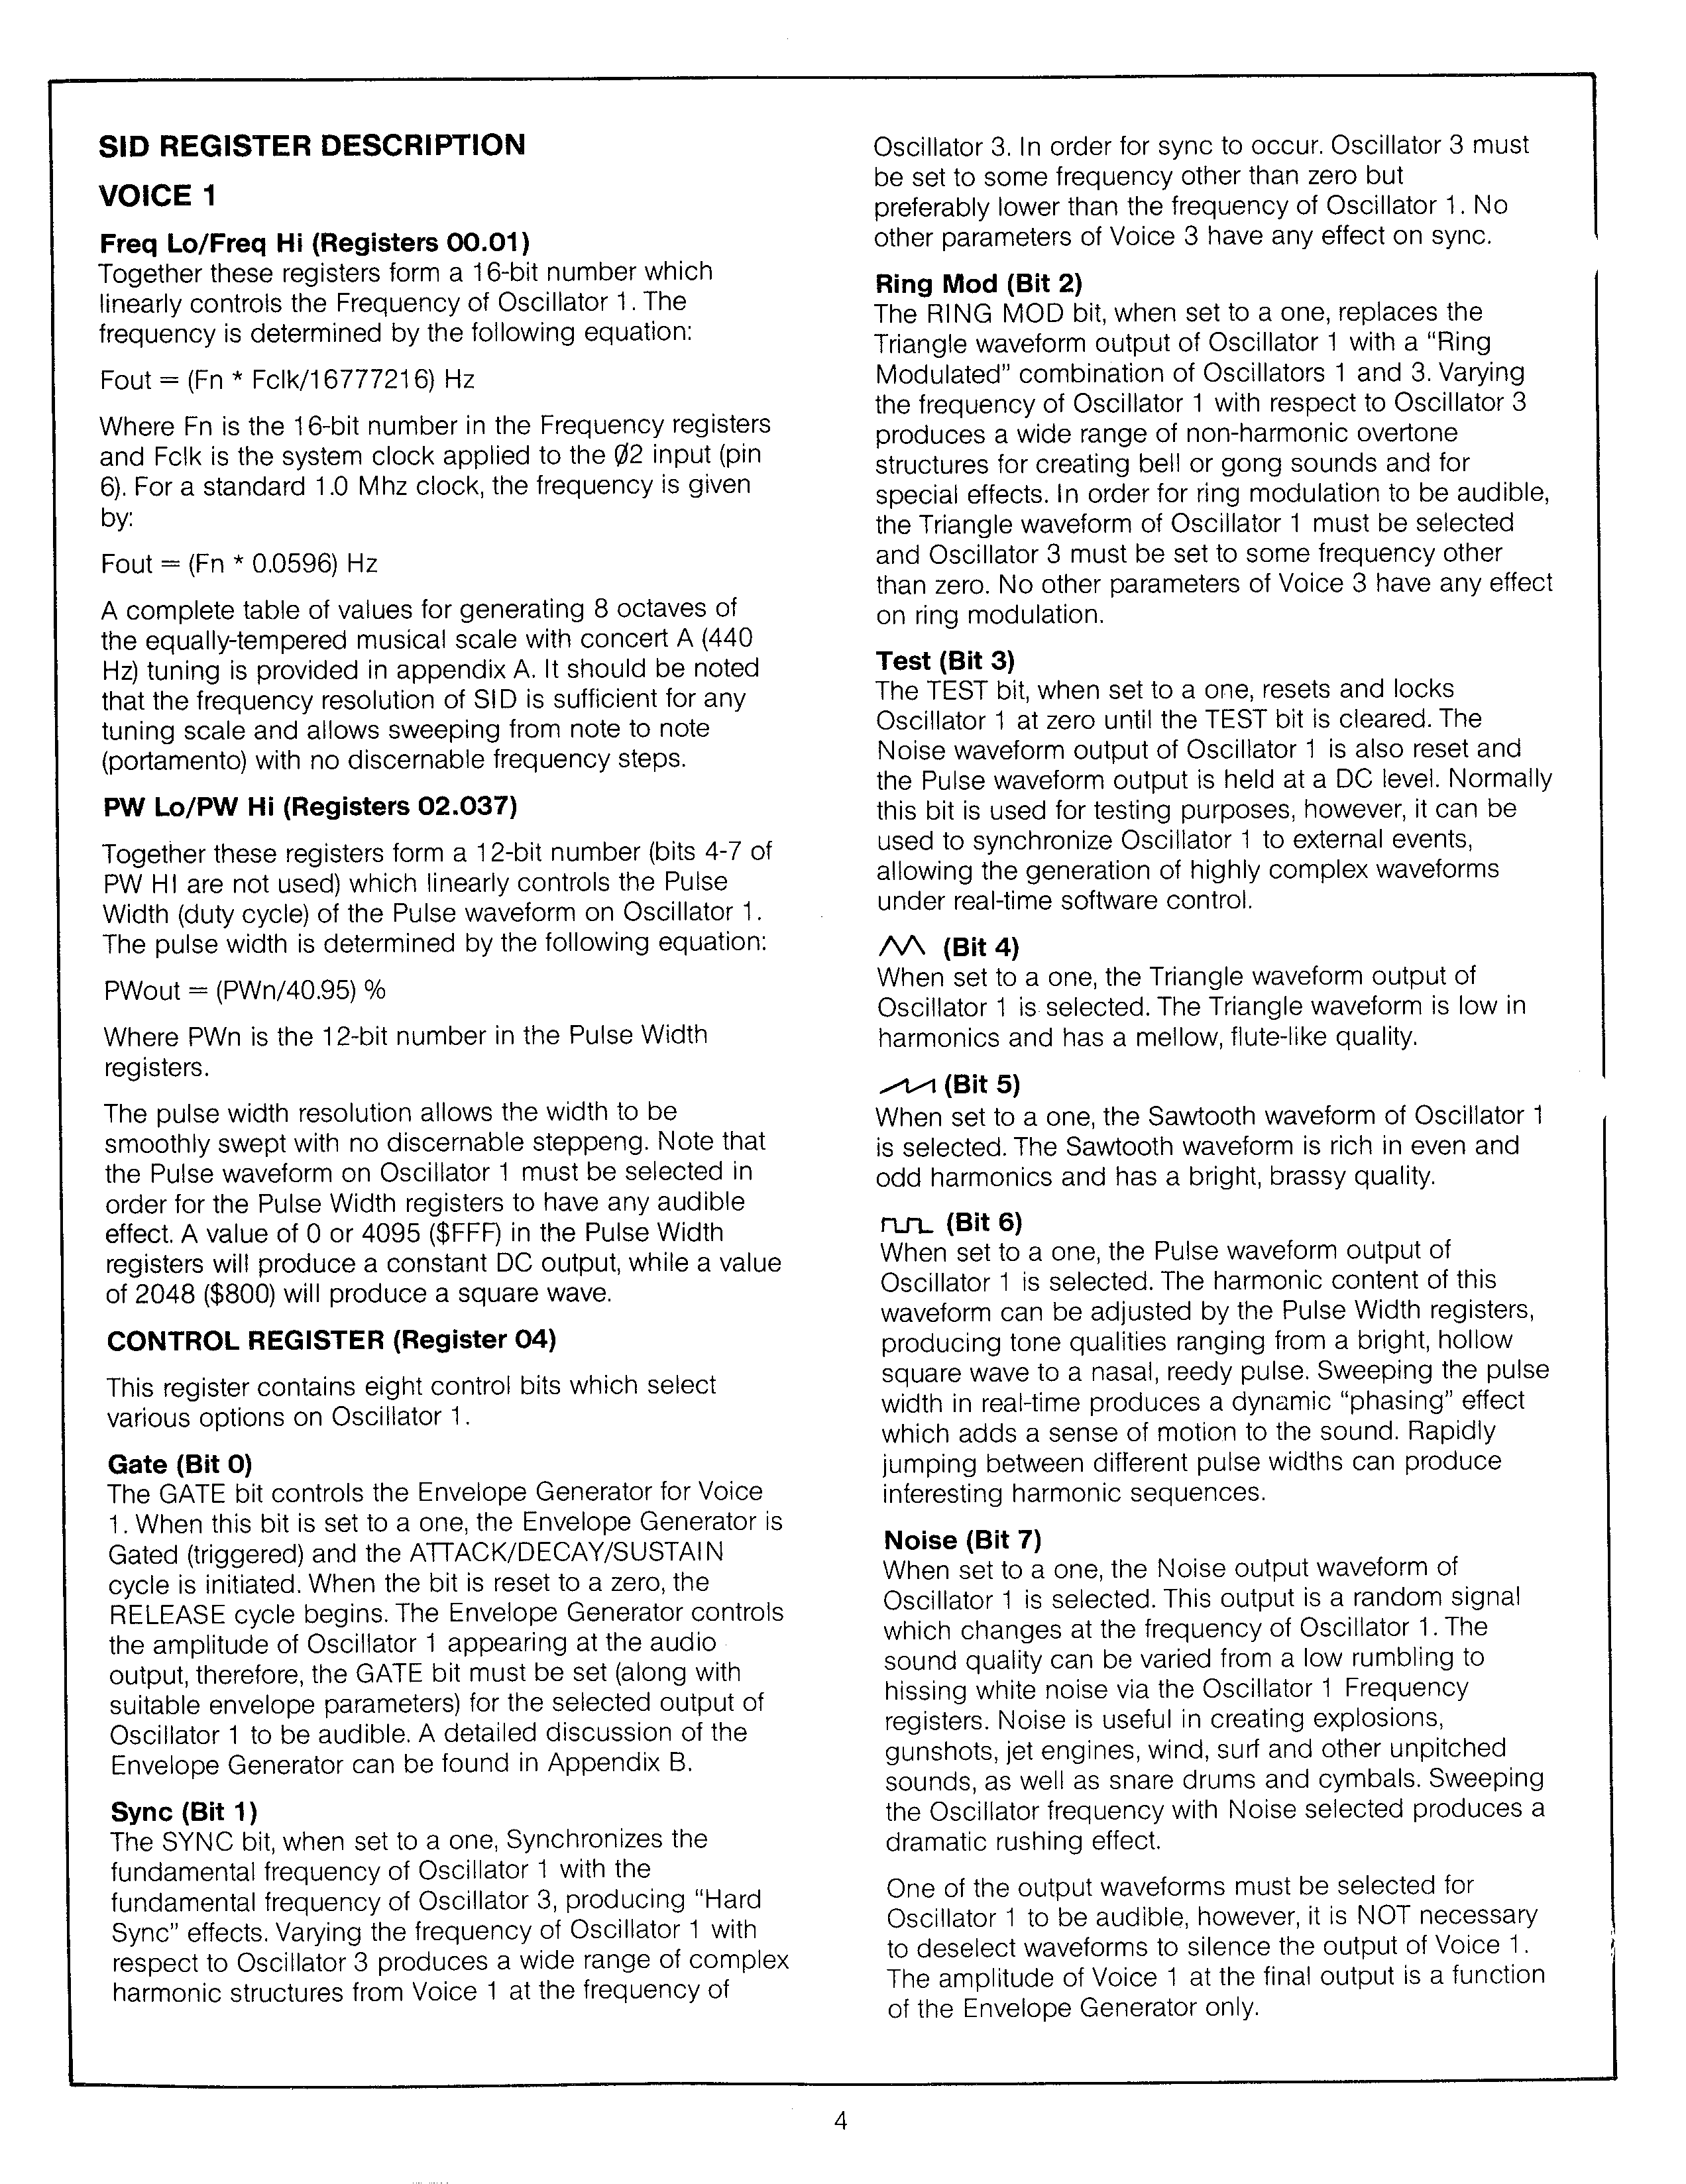 SID REGISTER DESCRIPTION
VOICE 1
Freq Lo/Freq Hi (Registers 00.01)
Together these registers form a 16-bit number which
linearly controls the Frequency of Oscillator 1. The
frequency is determined by the following equation:
Fout = (Fn * Fclk/16777216) Hz
Where Fn is the 16-bit number in the Frequency registers
and Fclk is the system clock applied to the Ø2 input (pin
6). For a standard 1.0 Mhz clock, the frequency is given
by:
Fout = (Fn * 0.0596) Hz
A complete table of values for generating 8 octaves of
the equally-tempered musical scale with concert A (440
Hz) tuning is provided in appendix A. It should be noted
that the frequency resolution of SID is sufficient for any
tuning scale and allows sweeping from note to note
(portamento) with no discernable frequency steps.
PW Lo/PW Hi (Registers 02.037)
Together these registers form a 12-bit number (bits 4-7 of
PW HI are not used) which linearly controls the Pulse
Width (duty cycle) of the Pulse waveform on Oscillator 1.
The pulse width is determined by the following equation:
PWout = (PWn/40.95) %
Where PWn is the 12-bit number in the Pulse Width
registers.
The pulse width resolution allows the width to be
smoothly swept with no discernable steppeng. Note that
the Pulse waveform on Oscillator 1 must be selected in
order for the Pulse Width registers to have any audible
effect. A value of 0 or 4095 ($FFF) in the Pulse Width
registers will produce a constant DC output, while a value
of 2048 ($800) will produce a square wave.
CONTROL REGISTER (Register 04)
This register contains eight control bits which select
various options on Oscillator 1.
Gate (Bit 0)
The GATE bit controls the Envelope Generator for Voice
1. When this bit is set to a one, the Envelope Generator is
Gated (triggered) and the ATTACK/DECAY/SUSTAIN
cycle is initiated. When the bit is reset to a zero, the
RELEASE cycle begins. The Envelope Generator controls
the amplitude of Oscillator 1 appearing at the audio
output, therefore, the GATE bit must be set (along with
suitable envelope parameters) for the selected output of
Oscillator 1 to be audible. A detailed discussion of the
Envelope Generator can be found in Appendix B.
Sync (Bit 1)
The SYNC bit, when set to a one, Synchronizes the
fundamental frequency of Oscillator 1 with the
fundamental frequency of Oscillator 3, producing "Hard
Sync" effects. Varying the frequency of Oscillator 1 with
respect to Oscillator 3 produces a wide range of complex
harmonic structures from Voice 1 at the frequency of
Oscillator 3. In order for sync to occur. Oscillator 3 must
be set to some frequency other than zero but
preferably lower than the frequency of Oscillator 1. No
other parameters of Voice 3 have any effect on sync.
Ring Mod (Bit 2)
The RING MOD bit, when set to a one, replaces the
Triangle waveform output of Oscillator 1 with a "Ring
Modulated" combination of Oscillators 1 and 3. Varying
the frequency of Oscillator 1 with respect to Oscillator 3
produces a wide range of non-harmonic overtone
structures for creating bell or gong sounds and for
special effects. In order for ring modulation to be audible,
the Triangle waveform of Oscillator 1 must be selected
and Oscillator 3 must be set to some frequency other
than zero. No other parameters of Voice 3 have any effect
on ring modulation.
Test (Bit 3)
The TEST bit, when set to a one, resets and locks
Oscillator 1 at zero until the TEST bit is cleared. The
Noise waveform output of Oscillator 1 is also reset and
the Pulse waveform output is held at a DC level. Normally
this bit is used for testing purposes, however, it can be
used to synchronize Oscillator 1 to external events,
allowing the generation of highly complex waveforms
under real-time software control.
(Bit 4)
When set to a one, the Triangle waveform output of
Oscillator 1 is selected. The Triangle waveform is low in
harmonics and has a mellow, flute-like quality.
(Bit 5)
When set to a one, the Sawtooth waveform of Oscillator 1
is selected. The Sawtooth waveform is rich in even and
odd harmonics and has a bright, brassy quality.
(Bit 6)
When set to a one, the Pulse waveform output of
Oscillator 1 is selected. The harmonic content of this
waveform can be adjusted by the Pulse Width registers,
producing tone qualities ranging from a bright, hollow
square wave to a nasal, reedy pulse. Sweeping the pulse
width in real-time produces a dynamic "phasing" effect
which adds a sense of motion to the sound. Rapidly
jumping between different pulse widths can produce
interesting harmonic sequences.
Noise (Bit 7)
When set to a one, the Noise output waveform of
Oscillator 1 is selected. This output is a random signal
which changes at the frequency of Oscillator 1. The
sound quality can be varied from a low rumbling to
hissing white noise via the Oscillator 1 Frequency
registers. Noise is useful in creating explosions,
gunshots, jet engines, wind, surf and other unpitched
sounds, as well as snare drums and cymbals. Sweeping
the Oscillator frequency with Noise selected produces a
dramatic rushing effect.
One of the output waveforms must be selected for
Oscillator 1 to be audible, however, it is NOT necessary
to deselect waveforms to silence the output of Voice 1.
The amplitude of Voice 1 at the final output is a function
of the Envelope Generator only.
4